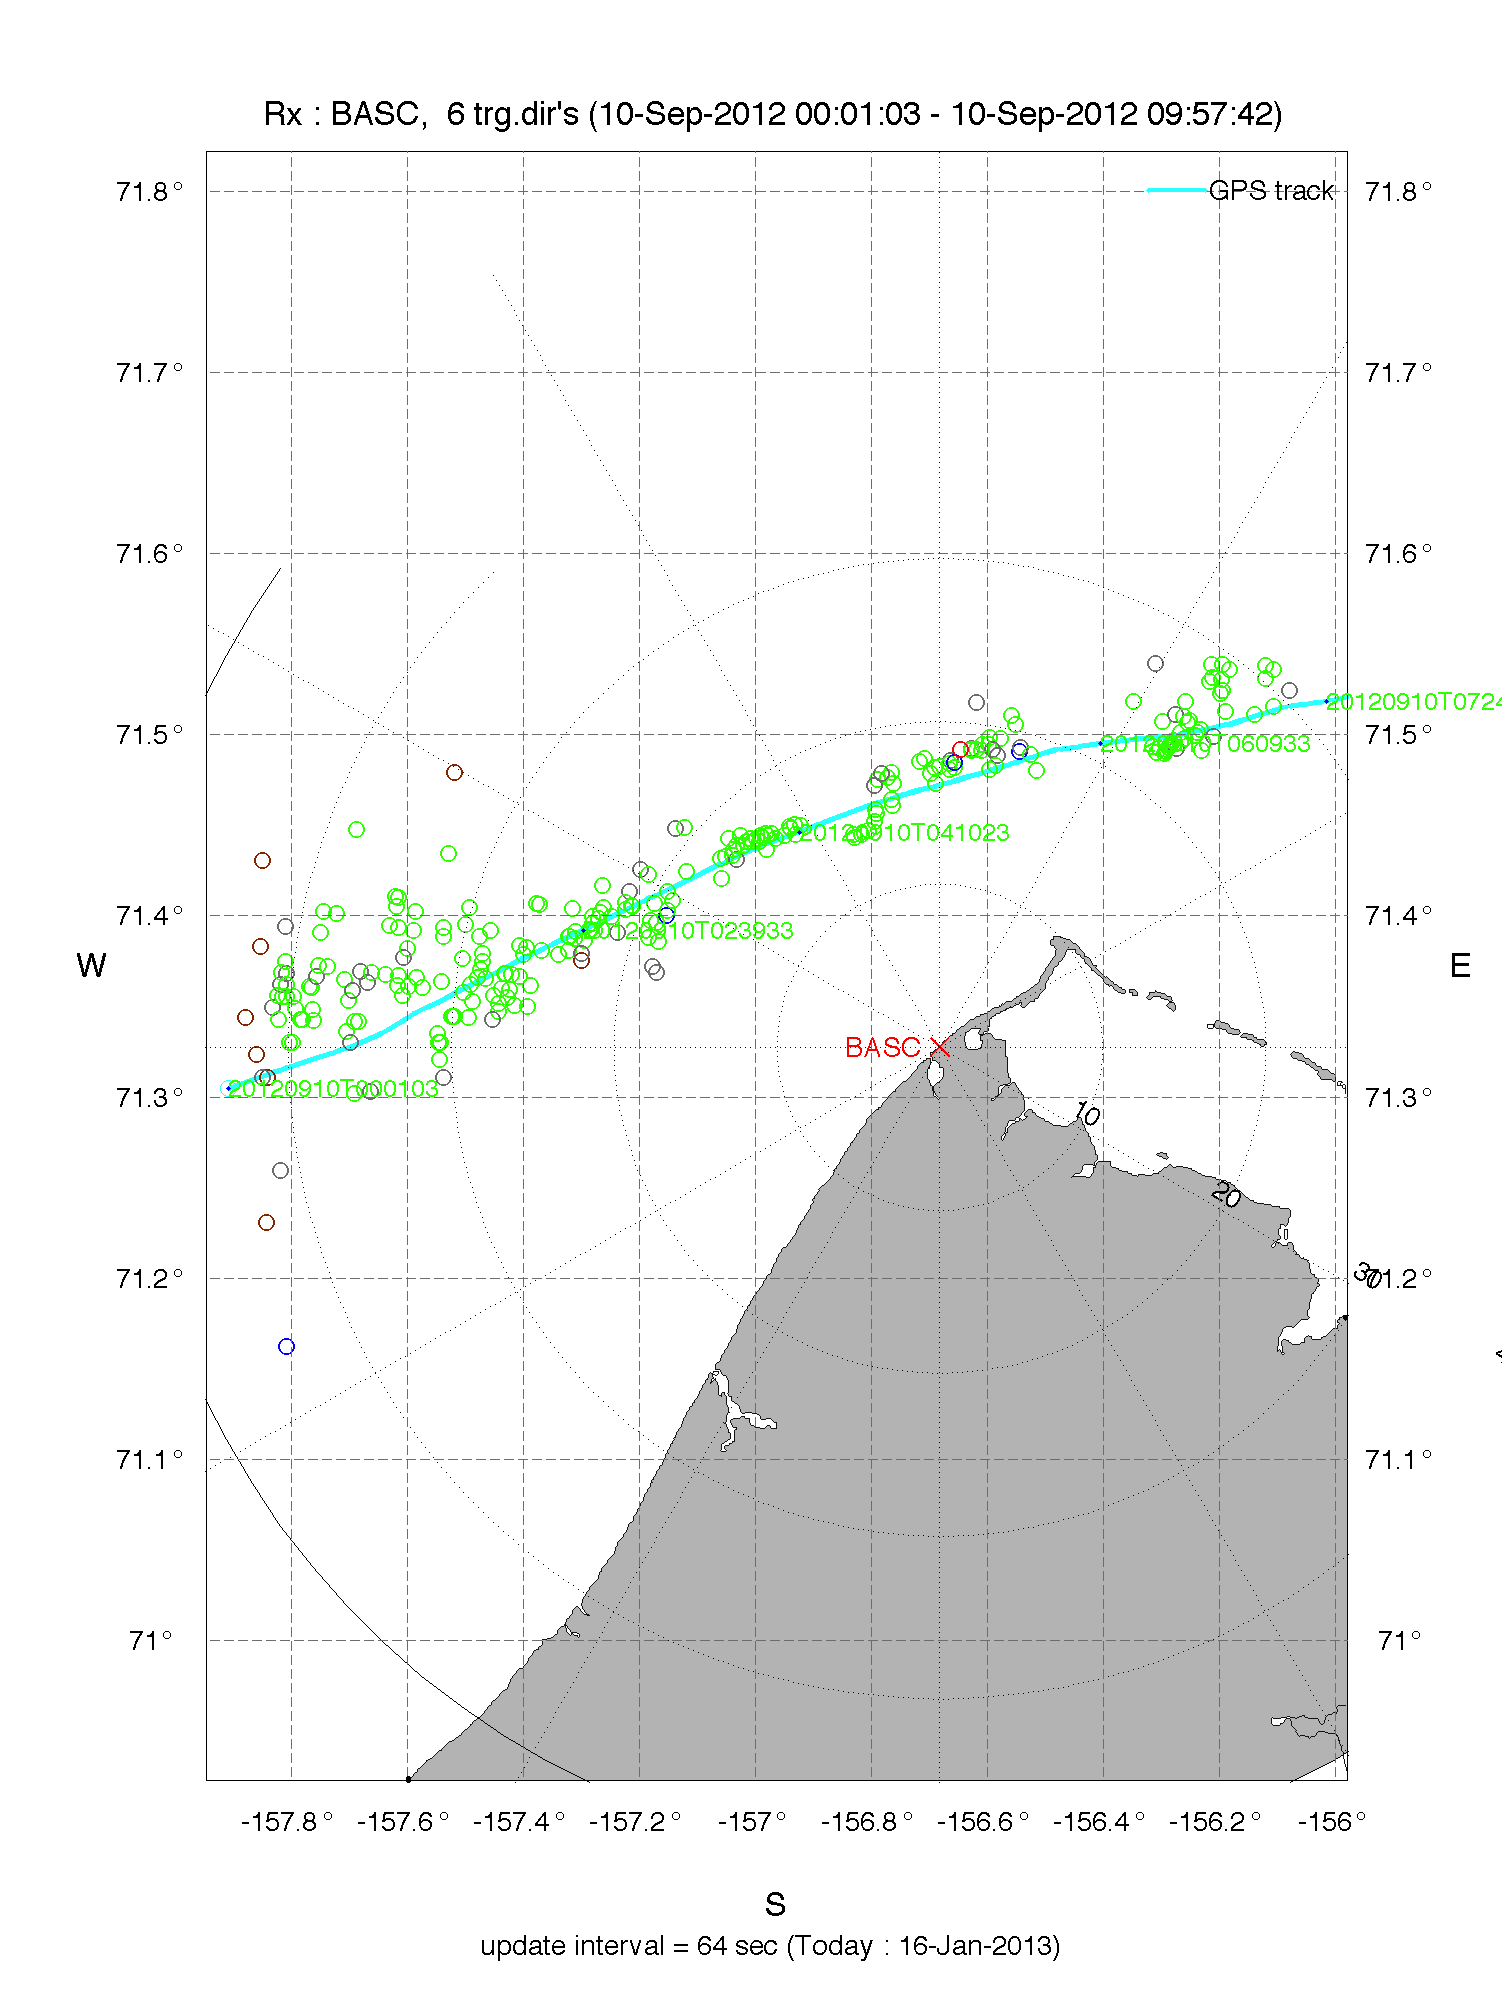 Rx : BASC, 6 trg.dir's (10-Sep-2012 00:01:03 - 10-Sep-2012 09:57:42)
71.8° GPS track 71.8°
71.7° 71.7°
71.6° 71.6°
20120910T0724
71.5° 71.5°
20120910T060933
20120910T041023
71.4° 71.4°
20120910T023933
W E
BASC
20120910T000103
71.3° 10 71.3°
20
71.2° 30 71.2°
71.1° 71.1°
71° 71°
-157.8° -157.6° -157.4° -157.2° -157° -156.8° -156.6° -156.4° -156.2° -156°
S
update interval = 64 sec (Today : 16-Jan-2013)